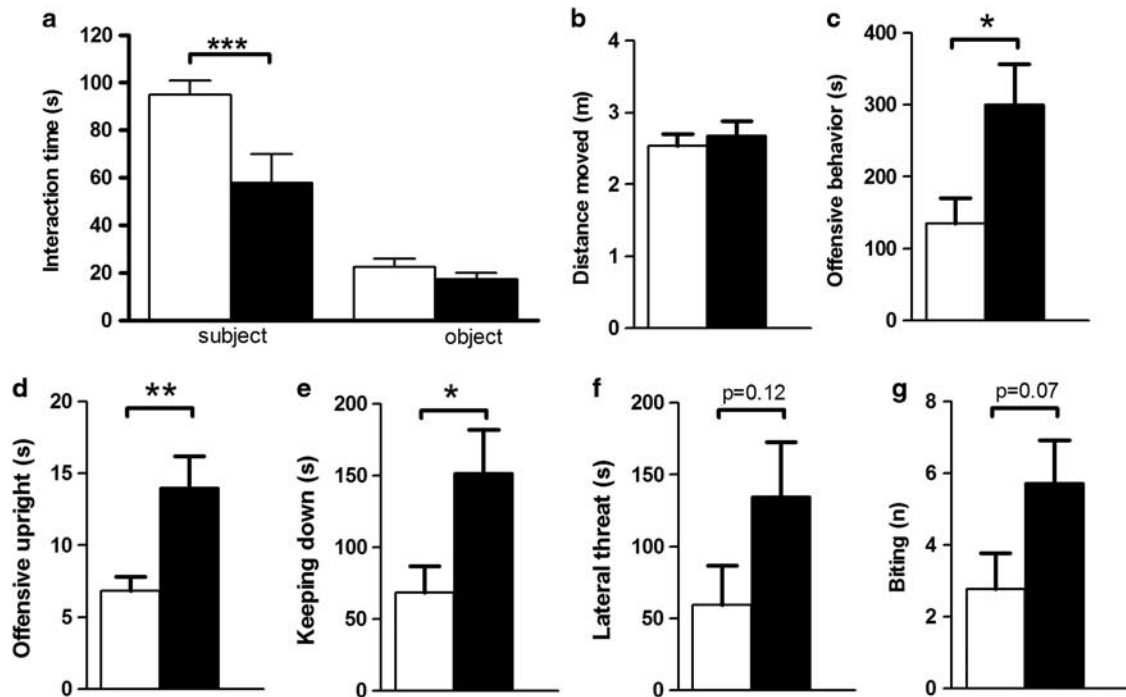 a
Interaction time (s)
120
100
80
60
40
20
0
***
subject
object
b
Distance moved (m)
4
3
2
1
0
c
Offensive behavior (s)
400
300
200
100
0
*
d
Offensive upright (s)
20
15
10
5
0
**
e
Keeping down (s)
200
150
100
50
0
*
f
Lateral threat (s)
200
150
100
50
0
p=0.12
g
Biting (n)
8
6
4
2
0
p=0.07